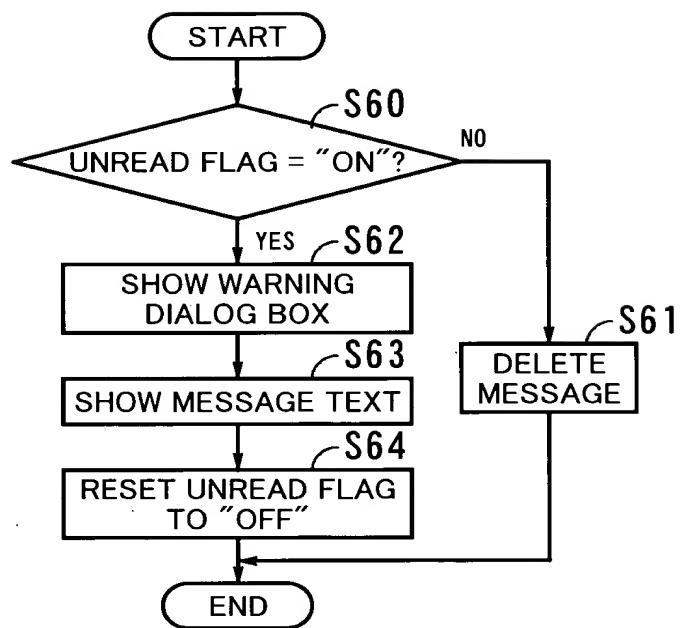 START
S60
UNREAD FLAG = "ON"?
NO
YES
S62
SHOW WARNING
DIALOG BOX
S61
DELETE
MESSAGE
S63
SHOW MESSAGE TEXT
S64
RESET UNREAD FLAG
TO "OFF"
END